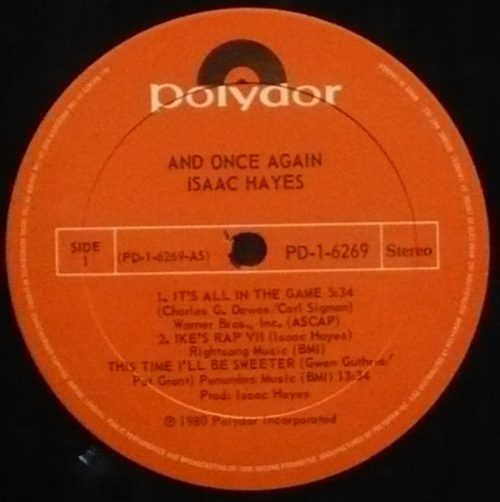 polydor
AND ONCE AGAIN
ISAAC HAYES
SIDE 1 (PD-1-6269-AS) PD-1-6269 Stereo
1. IT'S ALL IN THE GAME 5:34
(Charles G. Dawes/Carl Sigman)
Warner Bros., Inc. (ASCAP)
2. IKE'S RAP VII (Isaac Hayes)
Rightsong Music (BMI)
THIS TIME I'LL BE SWEETER (Gwen Guthrie/
Pat Grant) Penumbra Music (BMI) 13:34
Prod: Isaac Hayes
℗ 1980 Polydor Incorporated